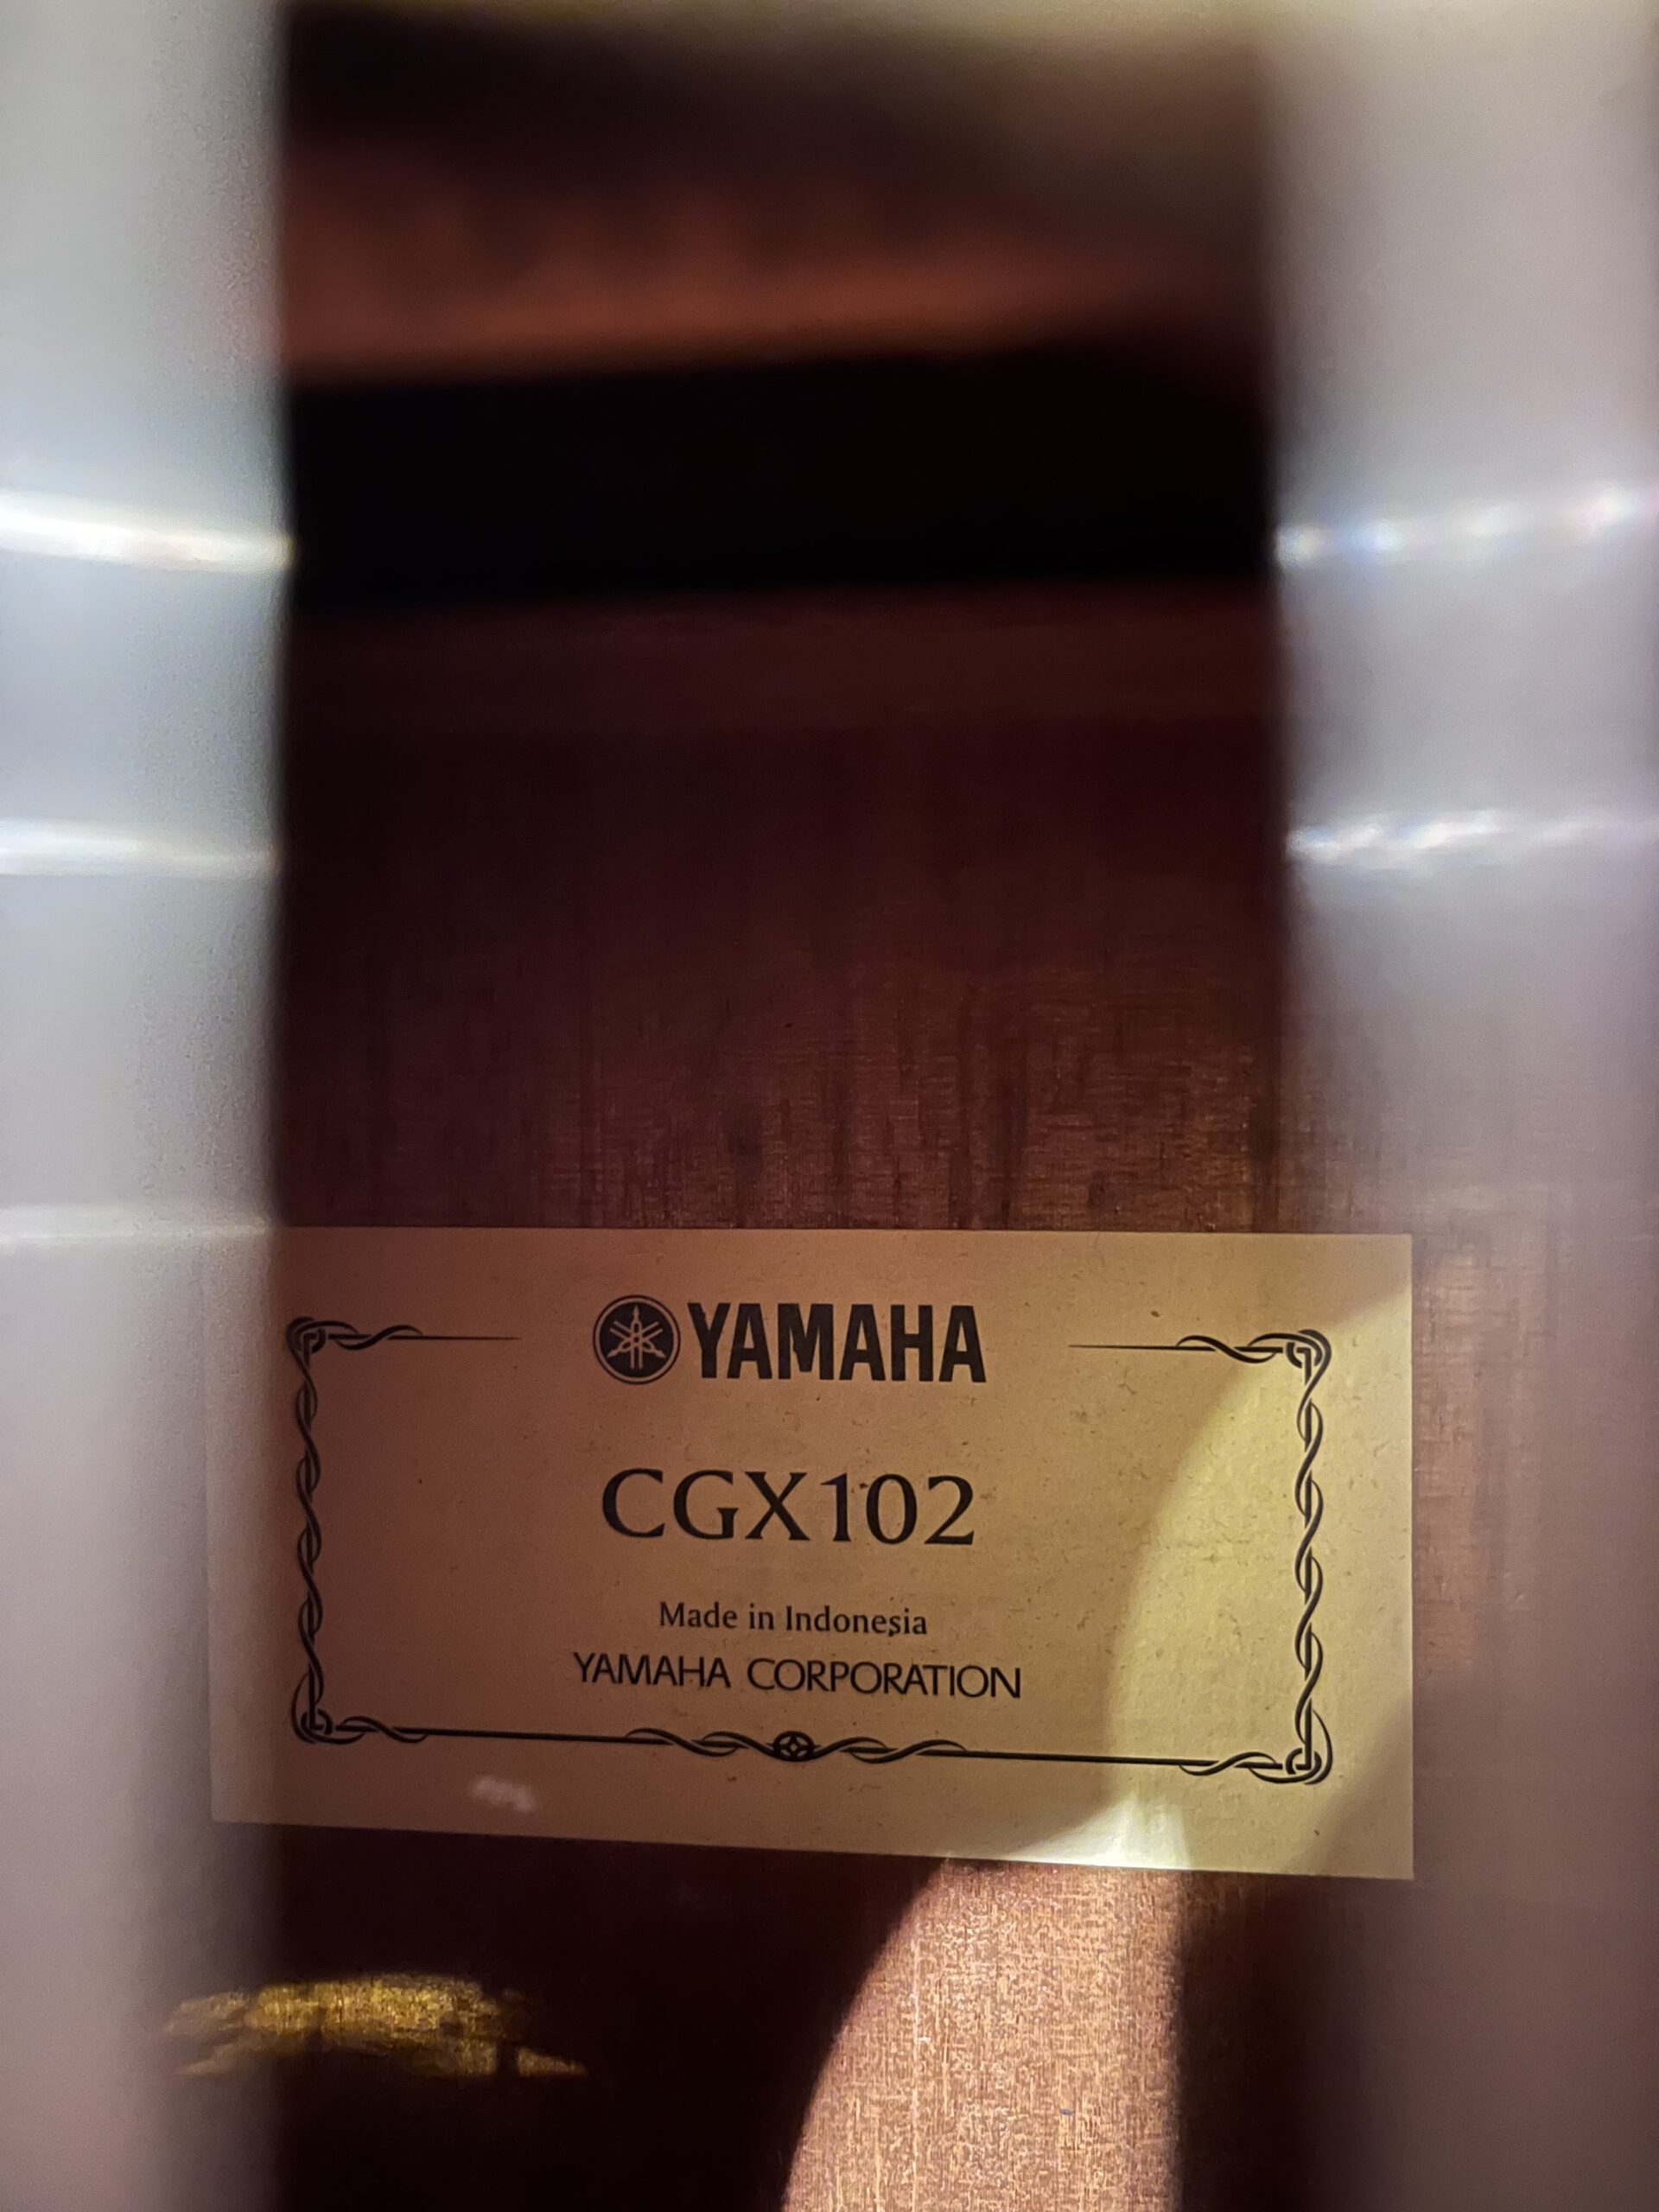 YAMAHA
CGX102
Made in Indonesia
YAMAHA CORPORATION